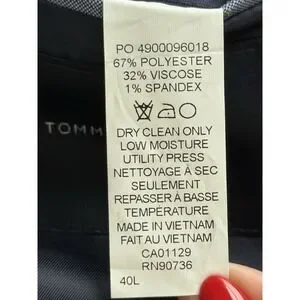 PO 4900096018
67% POLYESTER
32% VISCOSE
1% SPANDEX
DRY CLEAN ONLY
LOW MOISTURE
UTILITY PRESS
NETTOYAGE À SEC
SEULEMENT
REPASSER À BASSE
TEMPÉRATURE
MADE IN VIETNAM
FAIT AU VIETNAM
CA01129
RN90736
40L
TOMM